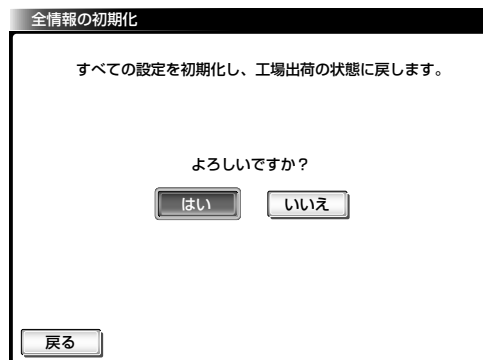 全情報の初期化
すべての設定を初期化し、工場出荷の状態に戻します。
よろしいですか？
はい いいえ
戻る